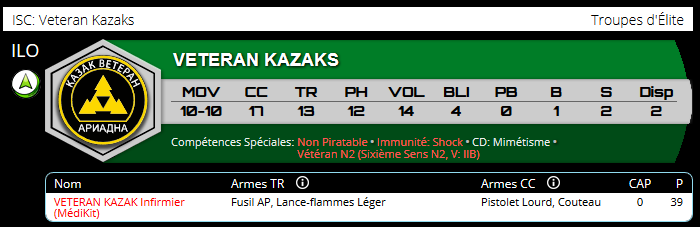 ISC: Veteran Kazaks Troupes d'Élite
ILO
КАЗАК ВЕТЕРАН
АРИАДНА
VETERAN KAZAKS
MOV CC TR PH VOL BLI PB B S Disp
10-10 17 13 12 14 4 0 1 2 2
Compétences Spéciales: Non Piratable • Immunité: Shock • CD: Mimétisme •
Vétéran N2 (Sixième Sens N2, V: IIB)
Nom Armes TR Armes CC CAP P
VETERAN KAZAK Infirmier Fusil AP, Lance-flammes Léger Pistolet Lourd, Couteau 0 39
(MédiKit)